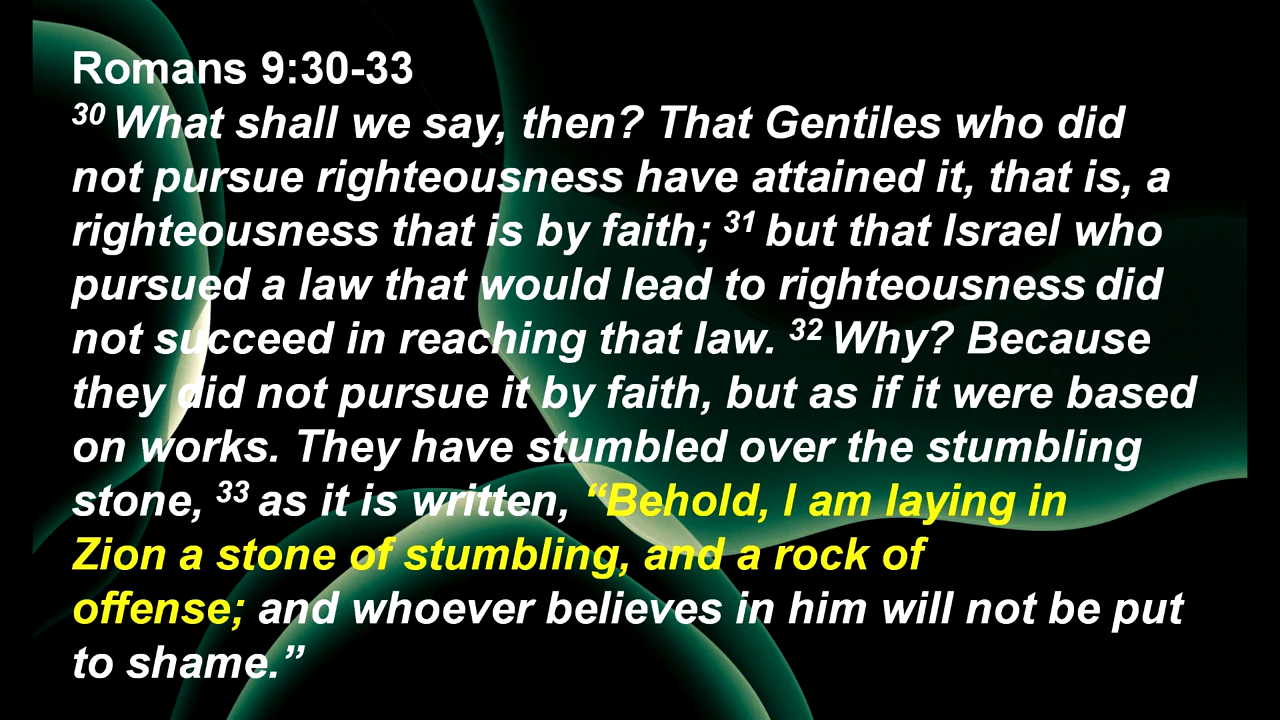 Romans 9:30-33
30 What shall we say, then? That Gentiles who did
not pursue righteousness have attained it, that is, a
righteousness that is by faith; 31 but that Israel who
pursued a law that would lead to righteousness did
not succeed in reaching that law. 32 Why? Because
they did not pursue it by faith, but as if it were based
on works. They have stumbled over the stumbling
stone, 33 as it is written, “Behold, I am laying in
Zion a stone of stumbling, and a rock of
offense; and whoever believes in him will not be put
to shame.”